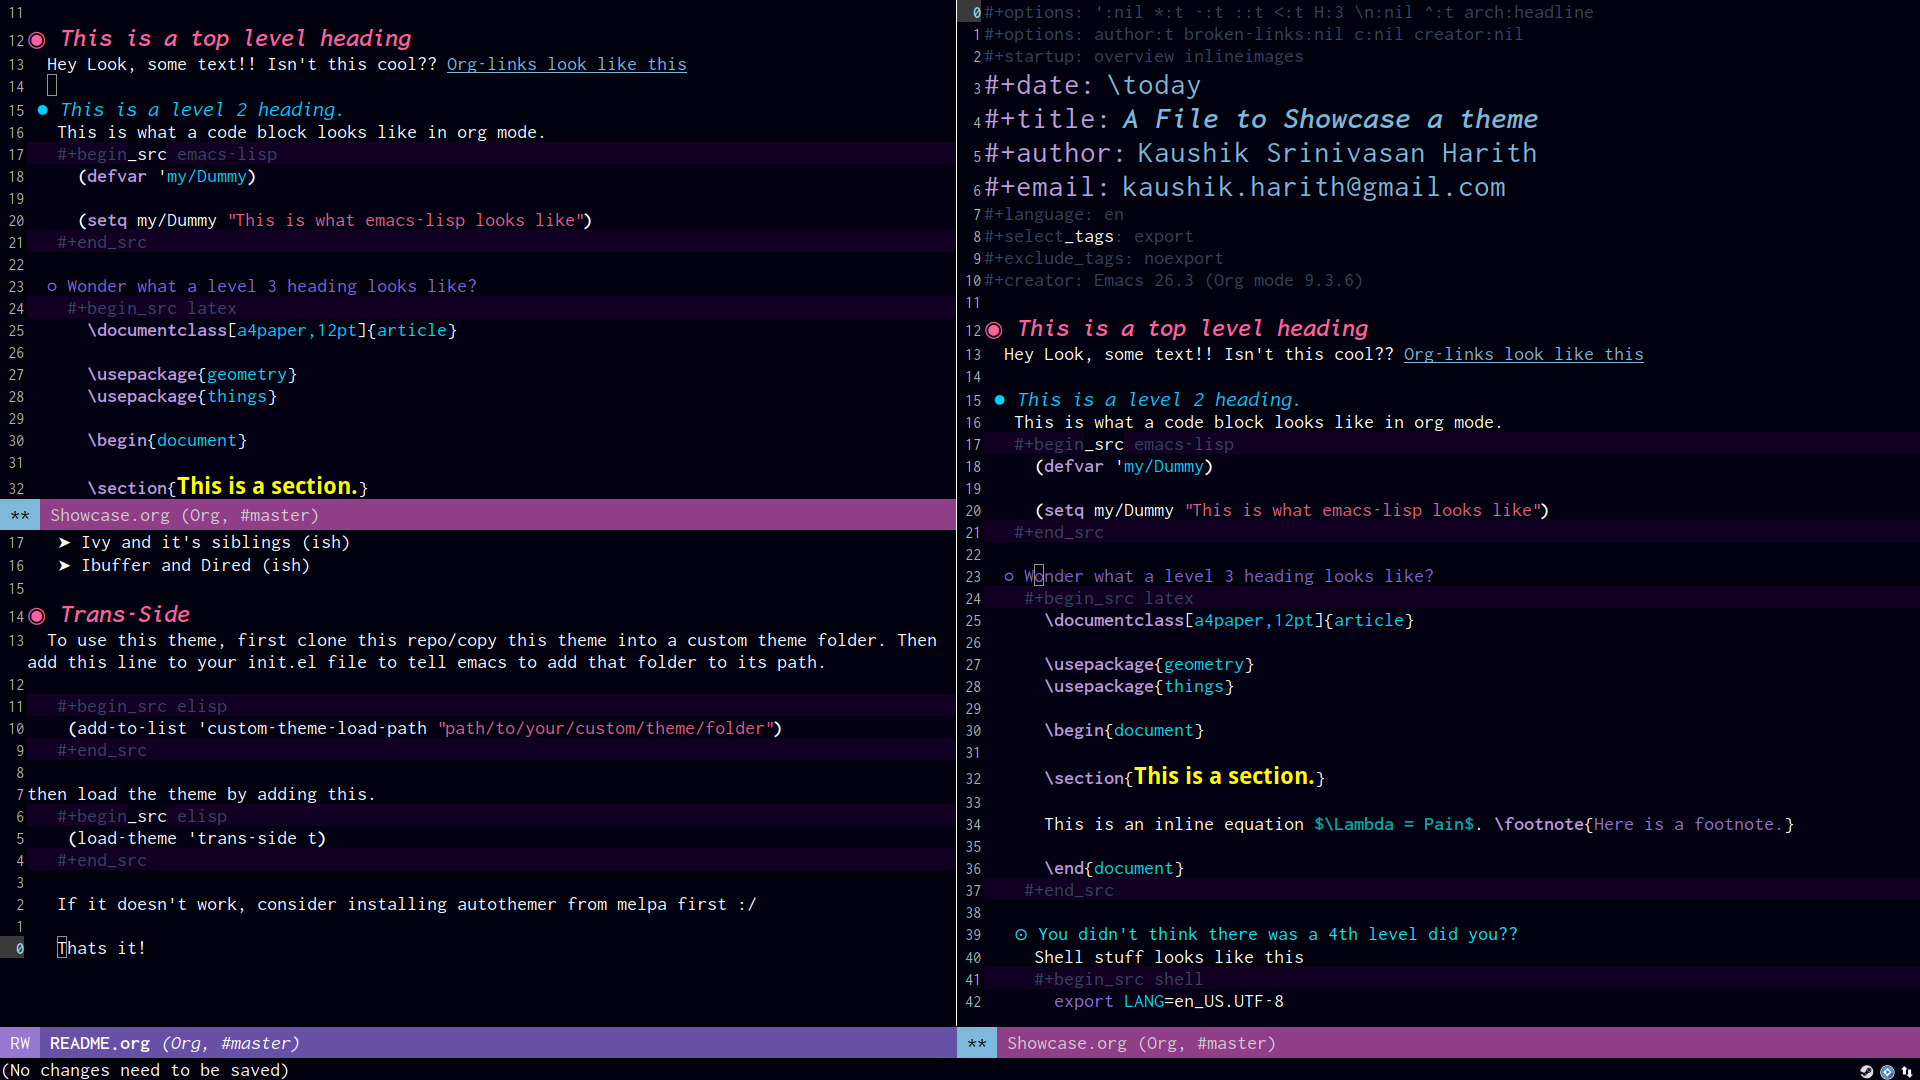 11
12◉ This is a top level heading
13 Hey Look, some text!! Isn't this cool?? Org-links look like this
14
15 ● This is a level 2 heading.
16 This is what a code block looks like in org mode.
17 #+begin_src emacs-lisp
18 (defvar 'my/Dummy)
19
20 (setq my/Dummy "This is what emacs-lisp looks like")
21 #+end_src
22
23 ○ Wonder what a level 3 heading looks like?
24 #+begin_src latex
25 \documentclass[a4paper,12pt]{article}
26
27 \usepackage{geometry}
28 \usepackage{things}
29
30 \begin{document}
31
32 \section{This is a section.}
** Showcase.org (Org, #master)
17 ➤ Ivy and it's siblings (ish)
16 ➤ Ibuffer and Dired (ish)
15
14◉ Trans-Side
13 To use this theme, first clone this repo/copy this theme into a custom theme folder. Then
add this line to your init.el file to tell emacs to add that folder to its path.
12
11 #+begin_src elisp
10 (add-to-list 'custom-theme-load-path "path/to/your/custom/theme/folder")
9 #+end_src
8
7 then load the theme by adding this.
6 #+begin_src elisp
5 (load-theme 'trans-side t)
4 #+end_src
3
2 If it doesn't work, consider installing autothemer from melpa first :/
1
0 Thats it!
RW README.org (Org, #master)
(No changes need to be saved)
0 #+options: ':nil *:t -:t ::t <:t H:3 \n:nil ^:t arch:headline
1 #+options: author:t broken-links:nil c:nil creator:nil
2 #+startup: overview inlineimages
3 #+date: \today
4 #+title: A File to Showcase a theme
5 #+author: Kaushik Srinivasan Harith
6 #+email: kaushik.harith@gmail.com
7 #+language: en
8 #+select_tags: export
9 #+exclude_tags: noexport
10 #+creator: Emacs 26.3 (Org mode 9.3.6)
11
12◉ This is a top level heading
13 Hey Look, some text!! Isn't this cool?? Org-links look like this
14
15 ● This is a level 2 heading.
16 This is what a code block looks like in org mode.
17 #+begin_src emacs-lisp
18 (defvar 'my/Dummy)
19
20 (setq my/Dummy "This is what emacs-lisp looks like")
21 #+end_src
22
23 ○ Wonder what a level 3 heading looks like?
24 #+begin_src latex
25 \documentclass[a4paper,12pt]{article}
26
27 \usepackage{geometry}
28 \usepackage{things}
29
30 \begin{document}
31
32 \section{This is a section.}
33
34 This is an inline equation $\Lambda = Pain$. \footnote{Here is a footnote.}
35
36 \end{document}
37 #+end_src
38
39 ⊙ You didn't think there was a 4th level did you??
40 Shell stuff looks like this
41 #+begin_src shell
42 export LANG=en_US.UTF-8
** Showcase.org (Org, #master)